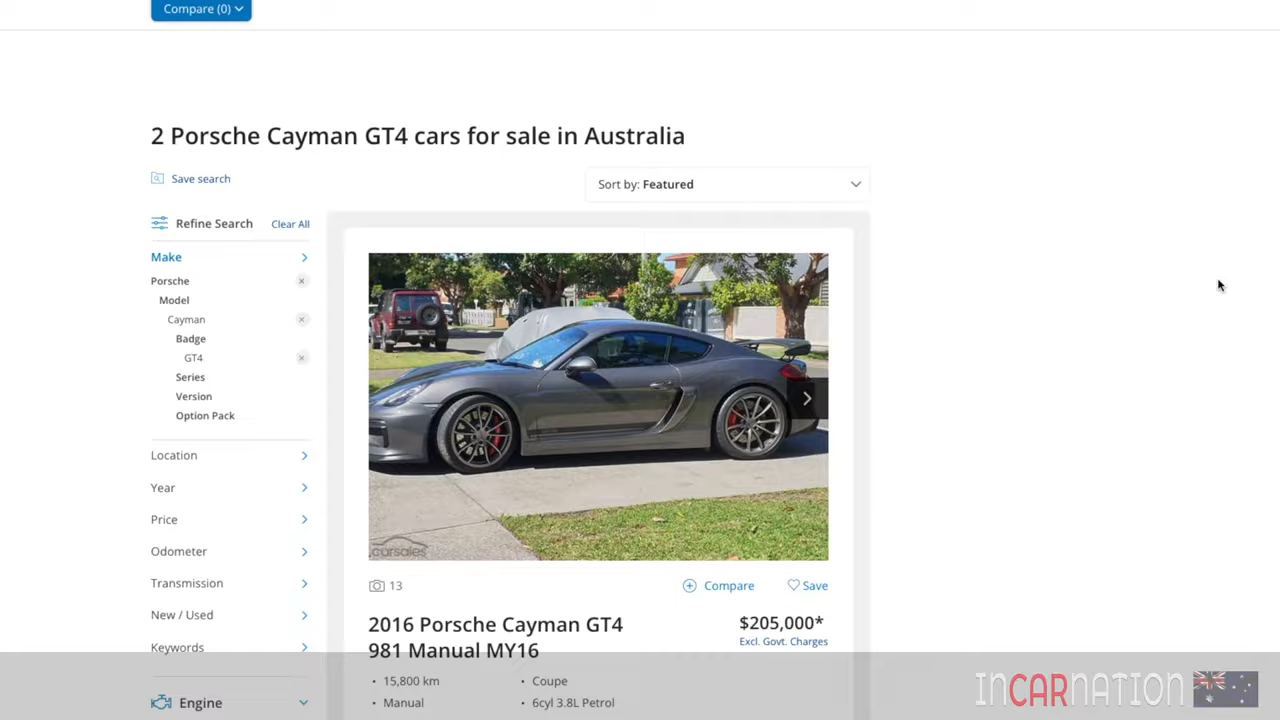 Compare (0)
2 Porsche Cayman GT4 cars for sale in Australia
Save search
Sort by: Featured
Refine Search
Clear All
Make
Porsche
Model
Cayman
Badge
GT4
Series
Version
Option Pack
Location
Year
Price
Odometer
Transmission
New / Used
Keywords
Engine
carsales
13
Compare
Save
2016 Porsche Cayman GT4
981 Manual MY16
$205,000*
Excl. Govt. Charges
• 15,800 km
• Coupe
• Manual
• 6cyl 3.8L Petrol
INCARNATION